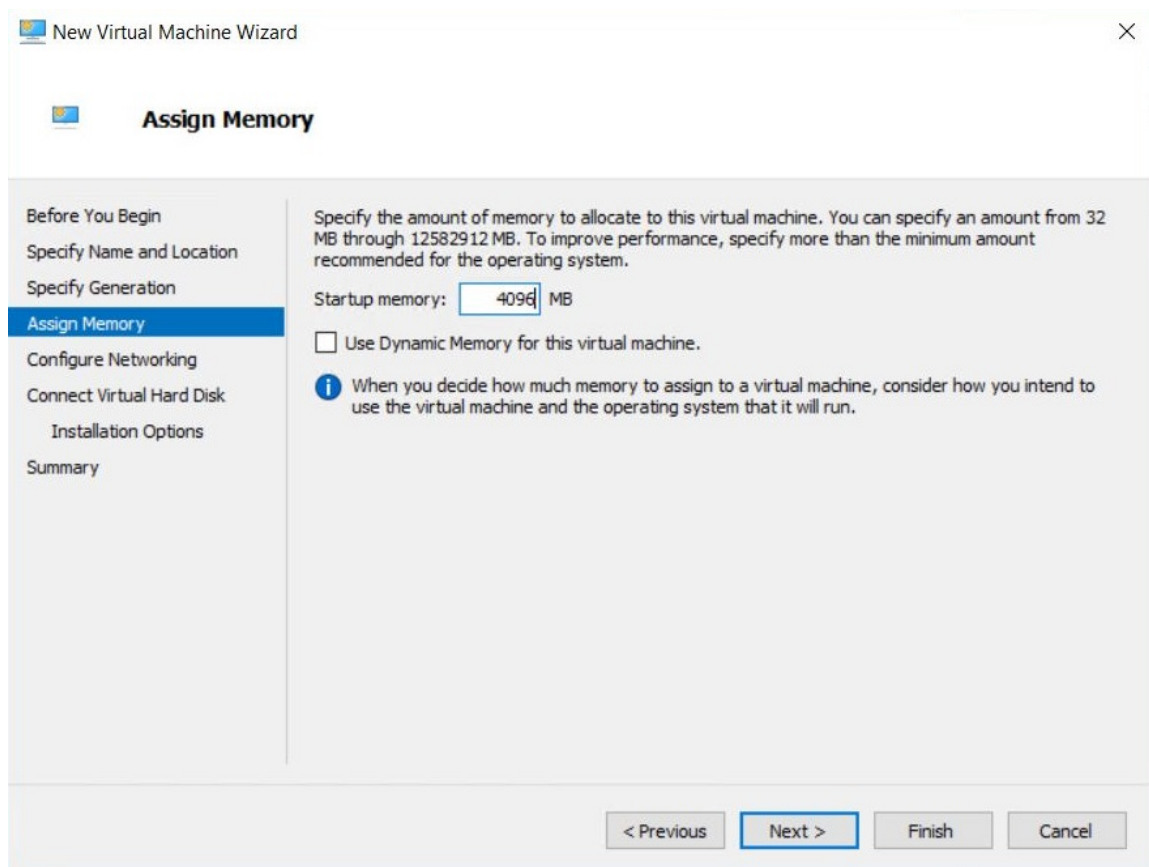 New Virtual Machine Wizard
Assign Memory
Before You Begin
Specify Name and Location
Specify Generation
Assign Memory
Configure Networking
Connect Virtual Hard Disk
Installation Options
Summary
Specify the amount of memory to allocate to this virtual machine. You can specify an amount from 32
MB through 12582912 MB. To improve performance, specify more than the minimum amount
recommended for the operating system.
Startup memory: 4096 MB
Use Dynamic Memory for this virtual machine.
When you decide how much memory to assign to a virtual machine, consider how you intend to
use the virtual machine and the operating system that it will run.
< Previous Next > Finish Cancel